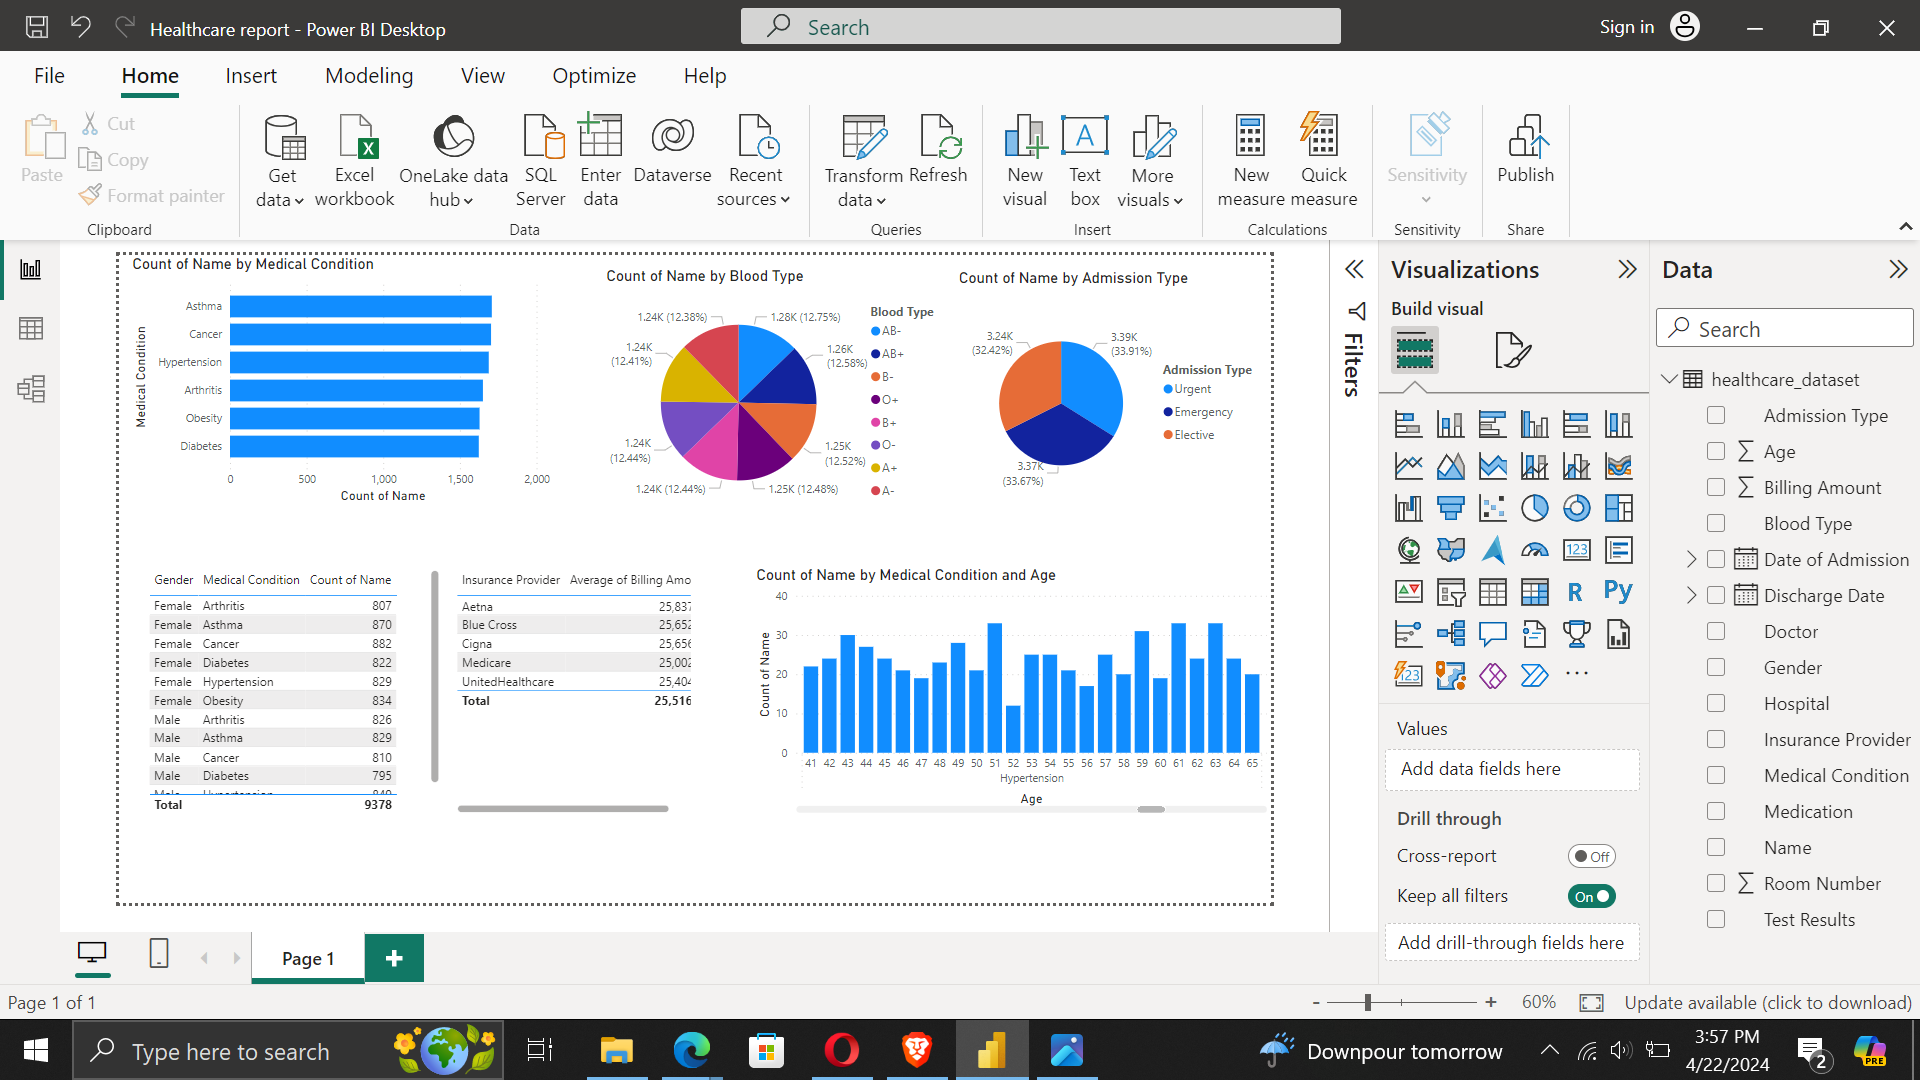 Healthcare report - Power BI Desktop
Search
Sign in
File
Home
Insert
Modeling
View
Optimize
Help
Paste
Cut
Copy
Format painter
Clipboard
Get data
Excel workbook
OneLake data hub
SQL Server
Enter data
Dataverse
Recent sources
Data
Transform data
Refresh
Queries
New visual
A
Text box
More visuals
Insert
New measure
Quick measure
Calculations
Sensitivity
Sensitivity
Publish
Share
Count of Name by Medical Condition
Medical Condition
Asthma
Cancer
Hypertension
Arthritis
Obesity
Diabetes
0 500 1,000 1,500 2,000
Count of Name
Count of Name by Blood Type
1.24K (12.38%)
1.28K (12.75%)
1.24K
(12.41%)
1.26K
(12.58%)
1.24K
(12.44%)
1.25K
(12.52%)
1.24K (12.44%)
1.25K (12.48%)
Blood Type
AB-
AB+
B-
O+
B+
O-
A+
A-
Count of Name by Admission Type
3.24K
(32.42%)
3.39K
(33.91%)
3.37K
(33.67%)
Admission Type
Urgent
Emergency
Elective
Gender Medical Condition Count of Name
Female Arthritis 807
Female Asthma 870
Female Cancer 882
Female Diabetes 822
Female Hypertension 829
Female Obesity 834
Male Arthritis 826
Male Asthma 829
Male Cancer 810
Male Diabetes 795
Total 9378
Insurance Provider Average of Billing Amo
Aetna 25,837
Blue Cross 25,652
Cigna 25,656
Medicare 25,002
UnitedHealthcare 25,404
Total 25,516
Count of Name by Medical Condition and Age
Count of Name
40
30
20
10
0
41 42 43 44 45 46 47 48 49 50 51 52 53 54 55 56 57 58 59 60 61 62 63 64 65
Hypertension
Age
Filters
Visualizations
Build visual
123
R
Py
123
...
Values
Add data fields here
Drill through
Cross-report
Off
Keep all filters
On
Add drill-through fields here
Data
Search
healthcare_dataset
Admission Type
Age
Billing Amount
Blood Type
Date of Admission
Discharge Date
Doctor
Gender
Hospital
Insurance Provider
Medical Condition
Medication
Name
Room Number
Test Results
Page 1
+
Page 1 of 1
- + 60%
Update available (click to download)
Type here to search
Downpour tomorrow
3:57 PM
4/22/2024
2
PRE